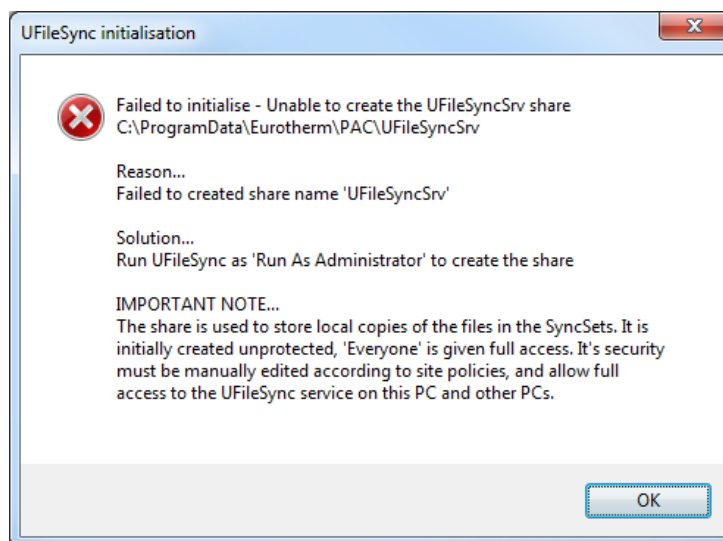 UFileSync initialisation
Failed to initialise - Unable to create the UFileSyncSrv share
C:\ProgramData\Eurotherm\PAC\UFileSyncSrv
Reason...
Failed to created share name 'UFileSyncSrv'
Solution...
Run UFileSync as 'Run As Administrator' to create the share
IMPORTANT NOTE...
The share is used to store local copies of the files in the SyncSets. It is
initially created unprotected, 'Everyone' is given full access. It's security
must be manually edited according to site policies, and allow full
access to the UFileSync service on this PC and other PCs.
OK